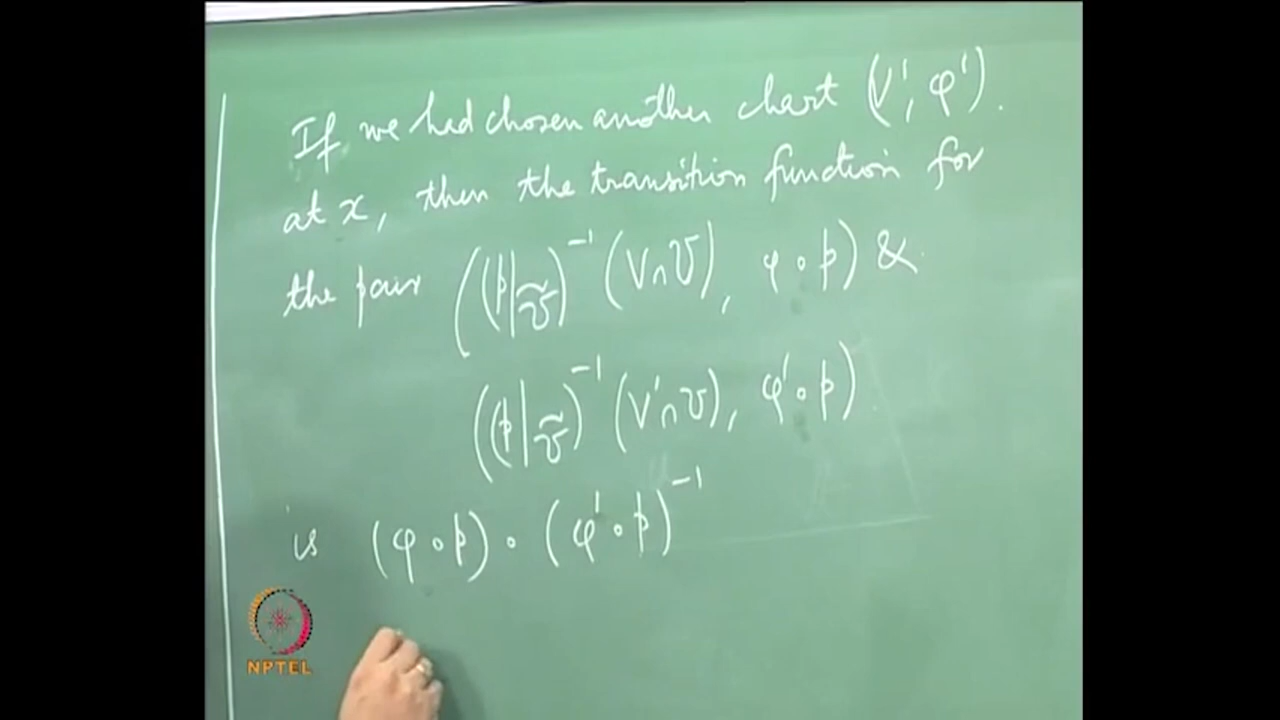 If we had chosen another chart (V', φ').
at x, then the transition function for
the pair ((p|Ũ)⁻¹ (V∩U), φ∘p) &
((p|Ũ)⁻¹ (V'∩U), φ'∘p).
is (φ∘p)∘(φ'∘p)⁻¹
NPTEL